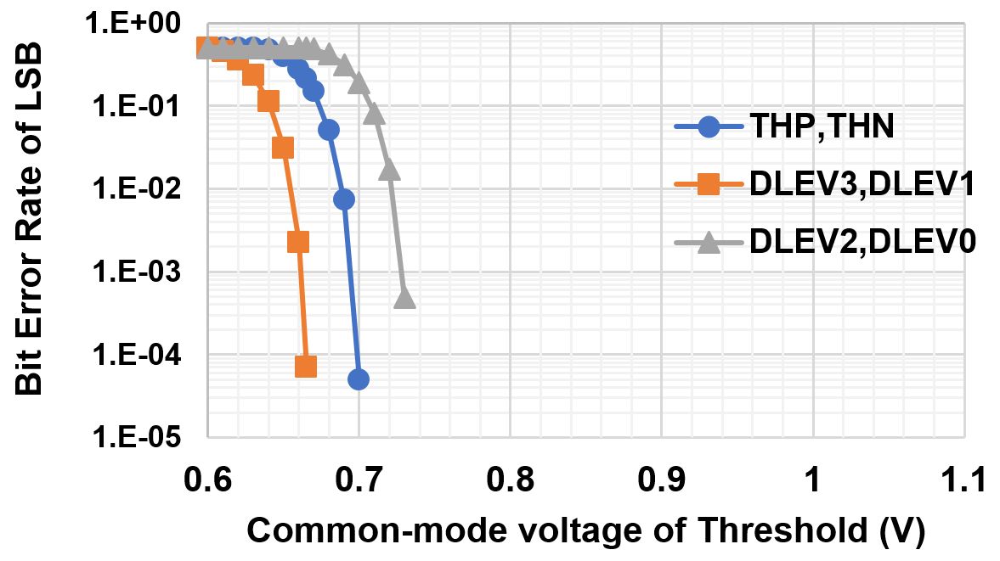 Bit Error Rate of LSB
1.E+00
1.E-01
1.E-02
1.E-03
1.E-04
1.E-05
THP,THN
DLEV3,DLEV1
DLEV2,DLEV0
0.6 0.7 0.8 0.9 1 1.1
Common-mode voltage of Threshold (V)